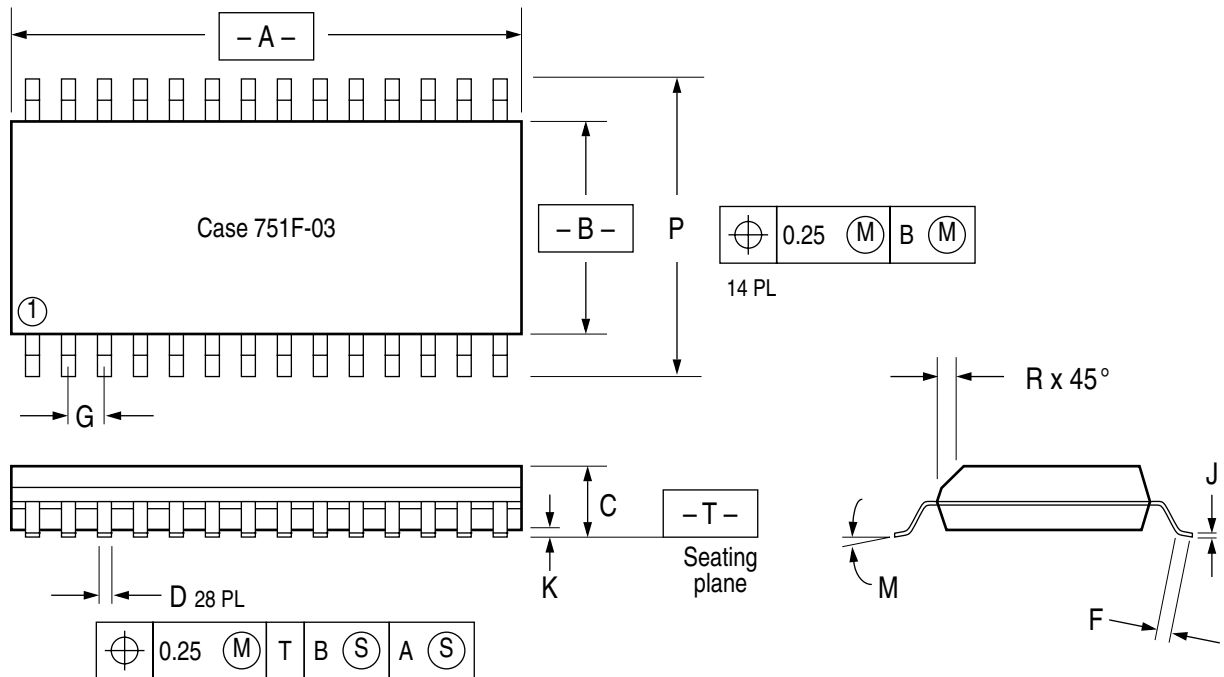 – A –
Case 751F-03
– B –
P
0.25 Ⓜ B Ⓜ
14 PL
①
G
R x 45°
C
– T –
Seating
plane
J
K
M
D 28 PL
F
0.25 Ⓜ T B Ⓢ A Ⓢ